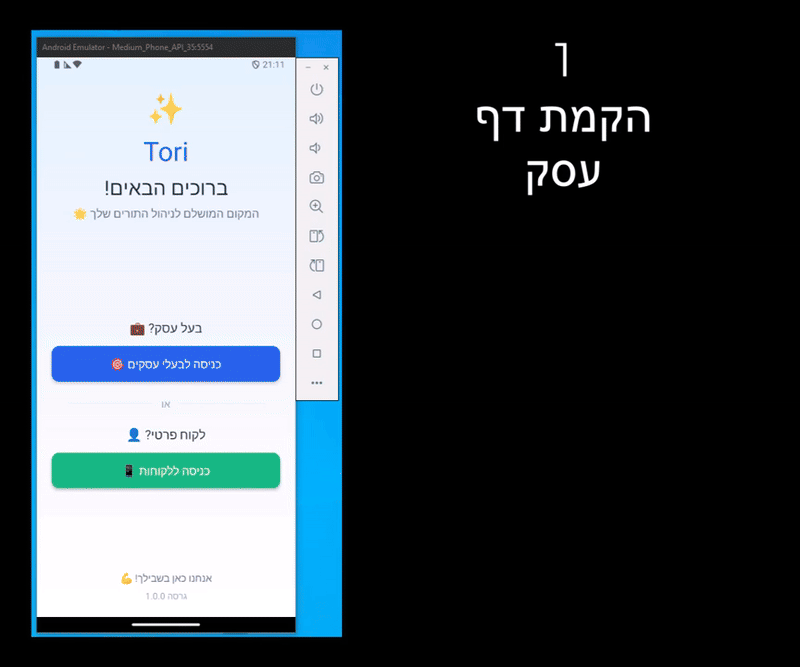 Android Emulator - Medium_Phone_API_35:5554
21:11
Tori
ברוכים הבאים!
המקום המושלם לניהול התורים שלך 🌟
בעל עסק? 💼
כניסה לבעלי עסקים 🎯
או
לקוח פרטי? 👤
כניסה ללקוחות 📱
אנחנו כאן בשבילך! 💪
גרסה 1.0.0
הקמת דף
עסק